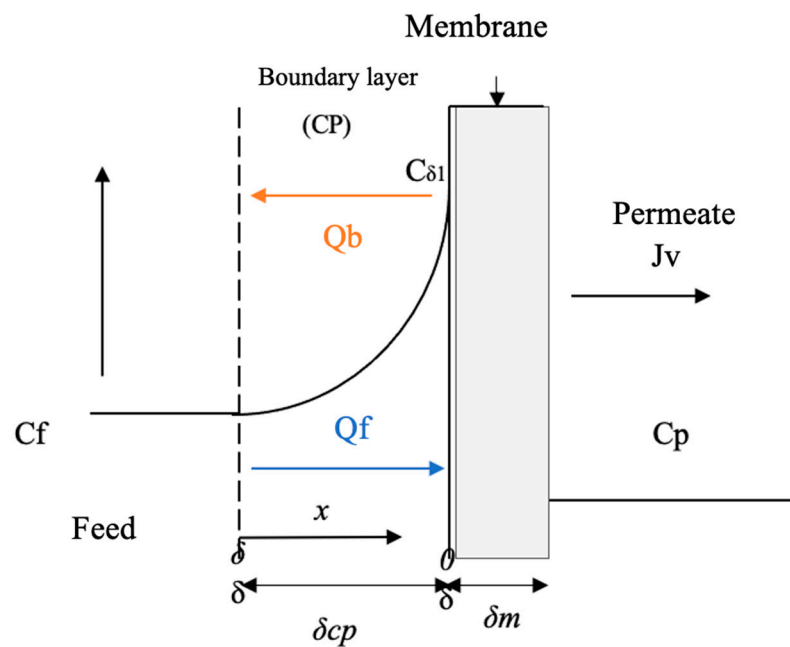 Membrane
Boundary layer
(CP)
Cδ1
Qb
Permeate
Jv
Cf
Qf
Cp
Feed
x
δ
0
δ
δ
δcp
δm